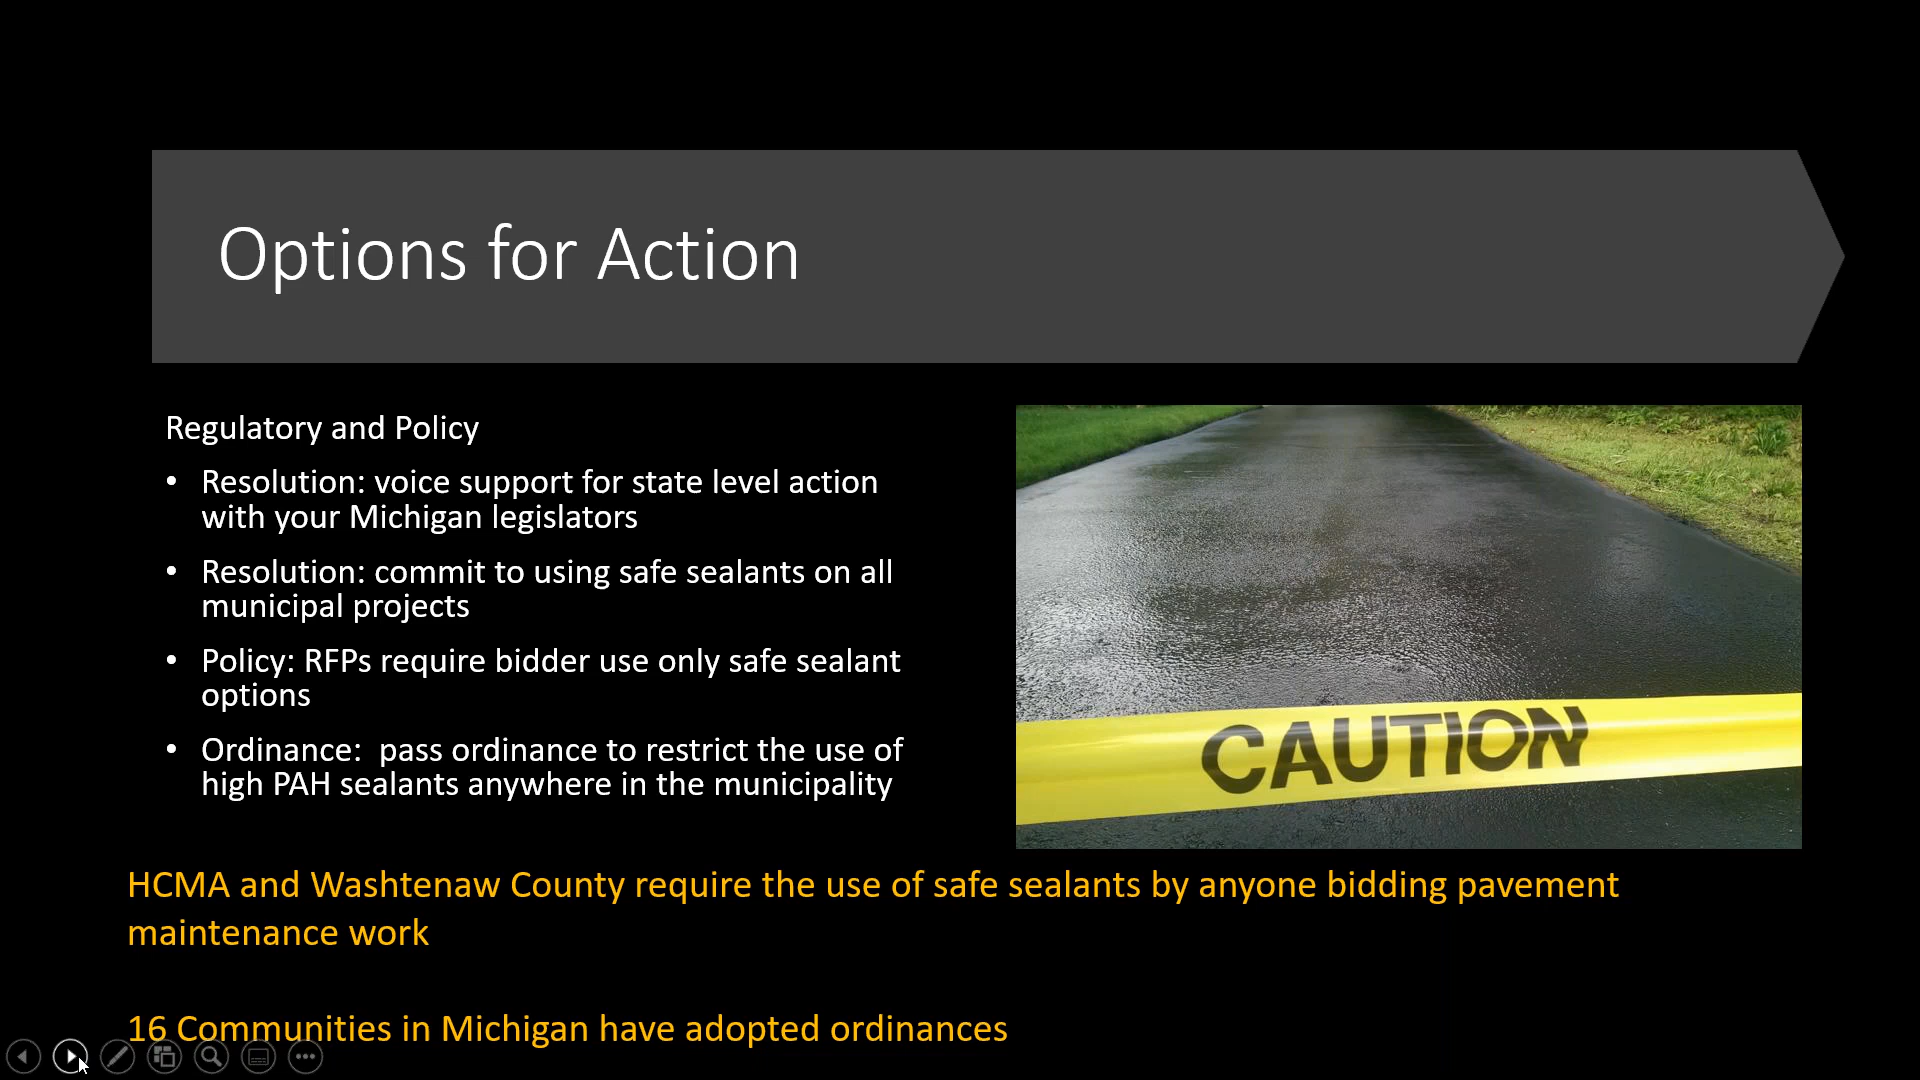 Options for Action
Regulatory and Policy
• Resolution: voice support for state level action
with your Michigan legislators
• Resolution: commit to using safe sealants on all
municipal projects
• Policy: RFPs require bidder use only safe sealant
options
• Ordinance:  pass ordinance to restrict the use of
high PAH sealants anywhere in the municipality
CAUTION
HCMA and Washtenaw County require the use of safe sealants by anyone bidding pavement
maintenance work
16 Communities in Michigan have adopted ordinances